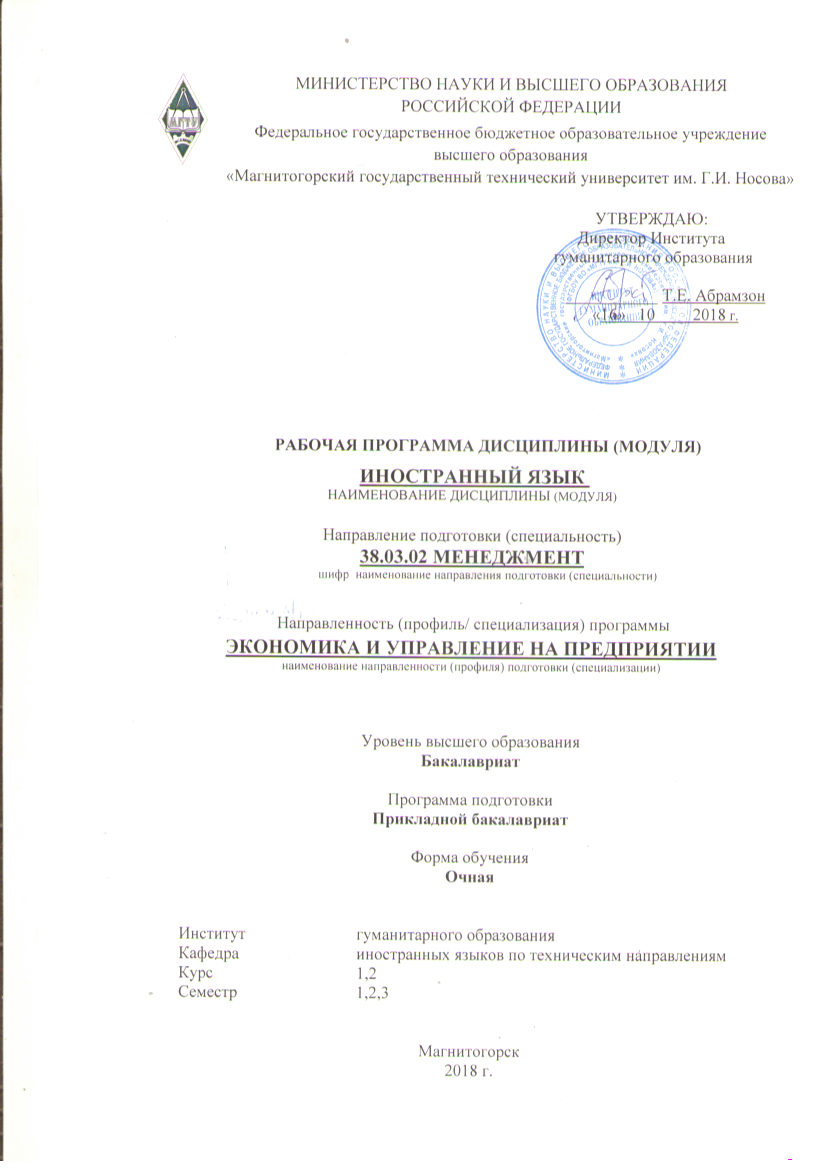 МИНИСТЕРСТВО НАУКИ И ВЫСШЕГО ОБРАЗОВАНИЯ
РОССИЙСКОЙ ФЕДЕРАЦИИ
Федеральное государственное бюджетное образовательное учреждение
высшего образования
«Магнитогорский государственный технический университет им. Г.И. Носова»
МГТУ
УТВЕРЖДАЮ:
Директор Института
гуманитарного образования
Т.Е. Абрамзон
«16» 10 2018 г.
РАБОЧАЯ ПРОГРАММА ДИСЦИПЛИНЫ (МОДУЛЯ)
ИНОСТРАННЫЙ ЯЗЫК
НАИМЕНОВАНИЕ ДИСЦИПЛИНЫ (МОДУЛЯ)
Направление подготовки (специальность)
38.03.02 МЕНЕДЖМЕНТ
шифр наименование направления подготовки (специальности)
Направленность (профиль/ специализация) программы
ЭКОНОМИКА И УПРАВЛЕНИЕ НА ПРЕДПРИЯТИИ
наименование направленности (профиля) подготовки (специализации)
Уровень высшего образования
Бакалавриат
Программа подготовки
Прикладной бакалавриат
Форма обучения
Очная
Институт гуманитарного образования
Кафедра иностранных языков по техническим направлениям
Курс 1,2
Семестр 1,2,3
Магнитогорск
2018 г.